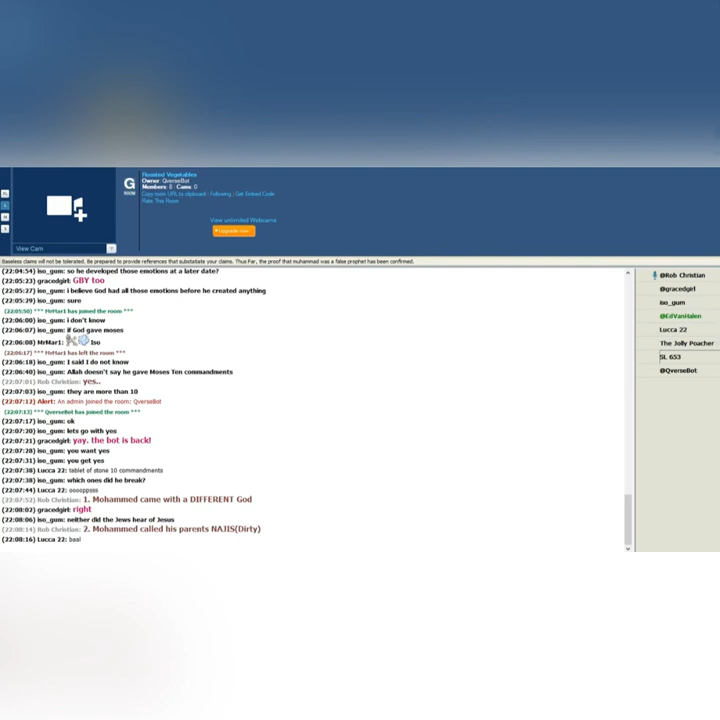 Roasted Vegetables
Owner: QverseBot
Members: 8 Cams: 0
Copy room URL to clipboard | Following | Get Embed Code
Rate This Room
G
ROOM
View unlimited Webcams
Upgrade now
View Cam
Baseless claims will not be tolerated. Be prepared to provide references that substantiate your claims. Thus Far, the proof that muhammad was a false prophet has been confirmed.
(22:04:54) iso_gum: so he developed those emotions at a later date?
(22:05:23) gracedgirl: GBY too
(22:05:27) iso_gum: i believe God had all those emotions before he created anything
(22:05:29) iso_gum: sure
(22:05:50) *** MrMar1 has joined the room ***
(22:06:00) iso_gum: i don't know
(22:06:07) iso_gum: if God gave moses
(22:06:08) MrMar1: Iso
(22:06:17) *** MrMar1 has left the room ***
(22:06:18) iso_gum: I said I do not know
(22:06:40) iso_gum: Allah doesn't say he gave Moses Ten commandments
(22:07:01) Rob Christian: yes..
(22:07:03) iso_gum: they are more than 10
(22:07:12) Alert: An admin joined the room: QverseBot
(22:07:13) *** QverseBot has joined the room ***
(22:07:17) iso_gum: ok
(22:07:20) iso_gum: lets go with yes
(22:07:21) gracedgirl: yay. the bot is back!
(22:07:28) iso_gum: you want yes
(22:07:31) iso_gum: you get yes
(22:07:38) Lucca 22: tablet of stone 10 commandments
(22:07:38) iso_gum: which ones did he break?
(22:07:44) Lucca 22: ooooppsss
(22:07:52) Rob Christian: 1. Mohammed came with a DIFFERENT God
(22:08:02) gracedgirl: right
(22:08:06) iso_gum: neither did the Jews hear of Jesus
(22:08:14) Rob Christian: 2. Mohammed called his parents NAJIS(Dirty)
(22:08:16) Lucca 22: baal
@Rob Christian
@gracedgirl
iso_gum
@EdVanHalen
Lucca 22
The Jolly Poacher
SL 653
@QverseBot